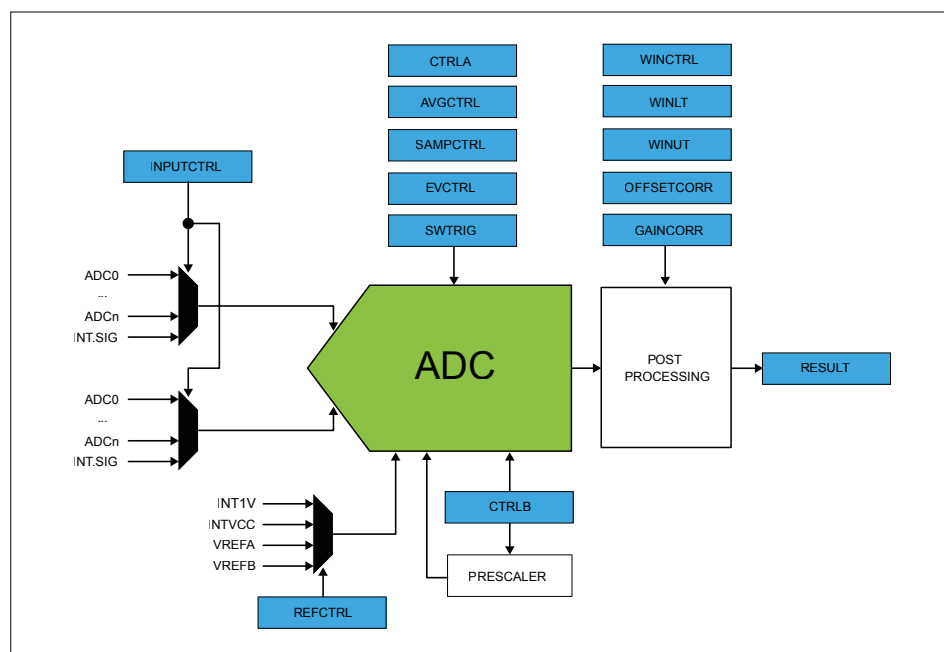 CTRLA
WINCTRL
AVGCTRL
WINLT
SAMPCTRL
WINUT
INPUTCTRL
EVCTRL
OFFSETCORR
SWTRIG
GAINCORR
ADC0
...
ADCn
INT.SIG
ADC
POST
PROCESSING
RESULT
ADC0
...
ADCn
INT.SIG
INT1V
INTVCC
VREFA
VREFB
CTRLB
PRESCALER
REFCTRL